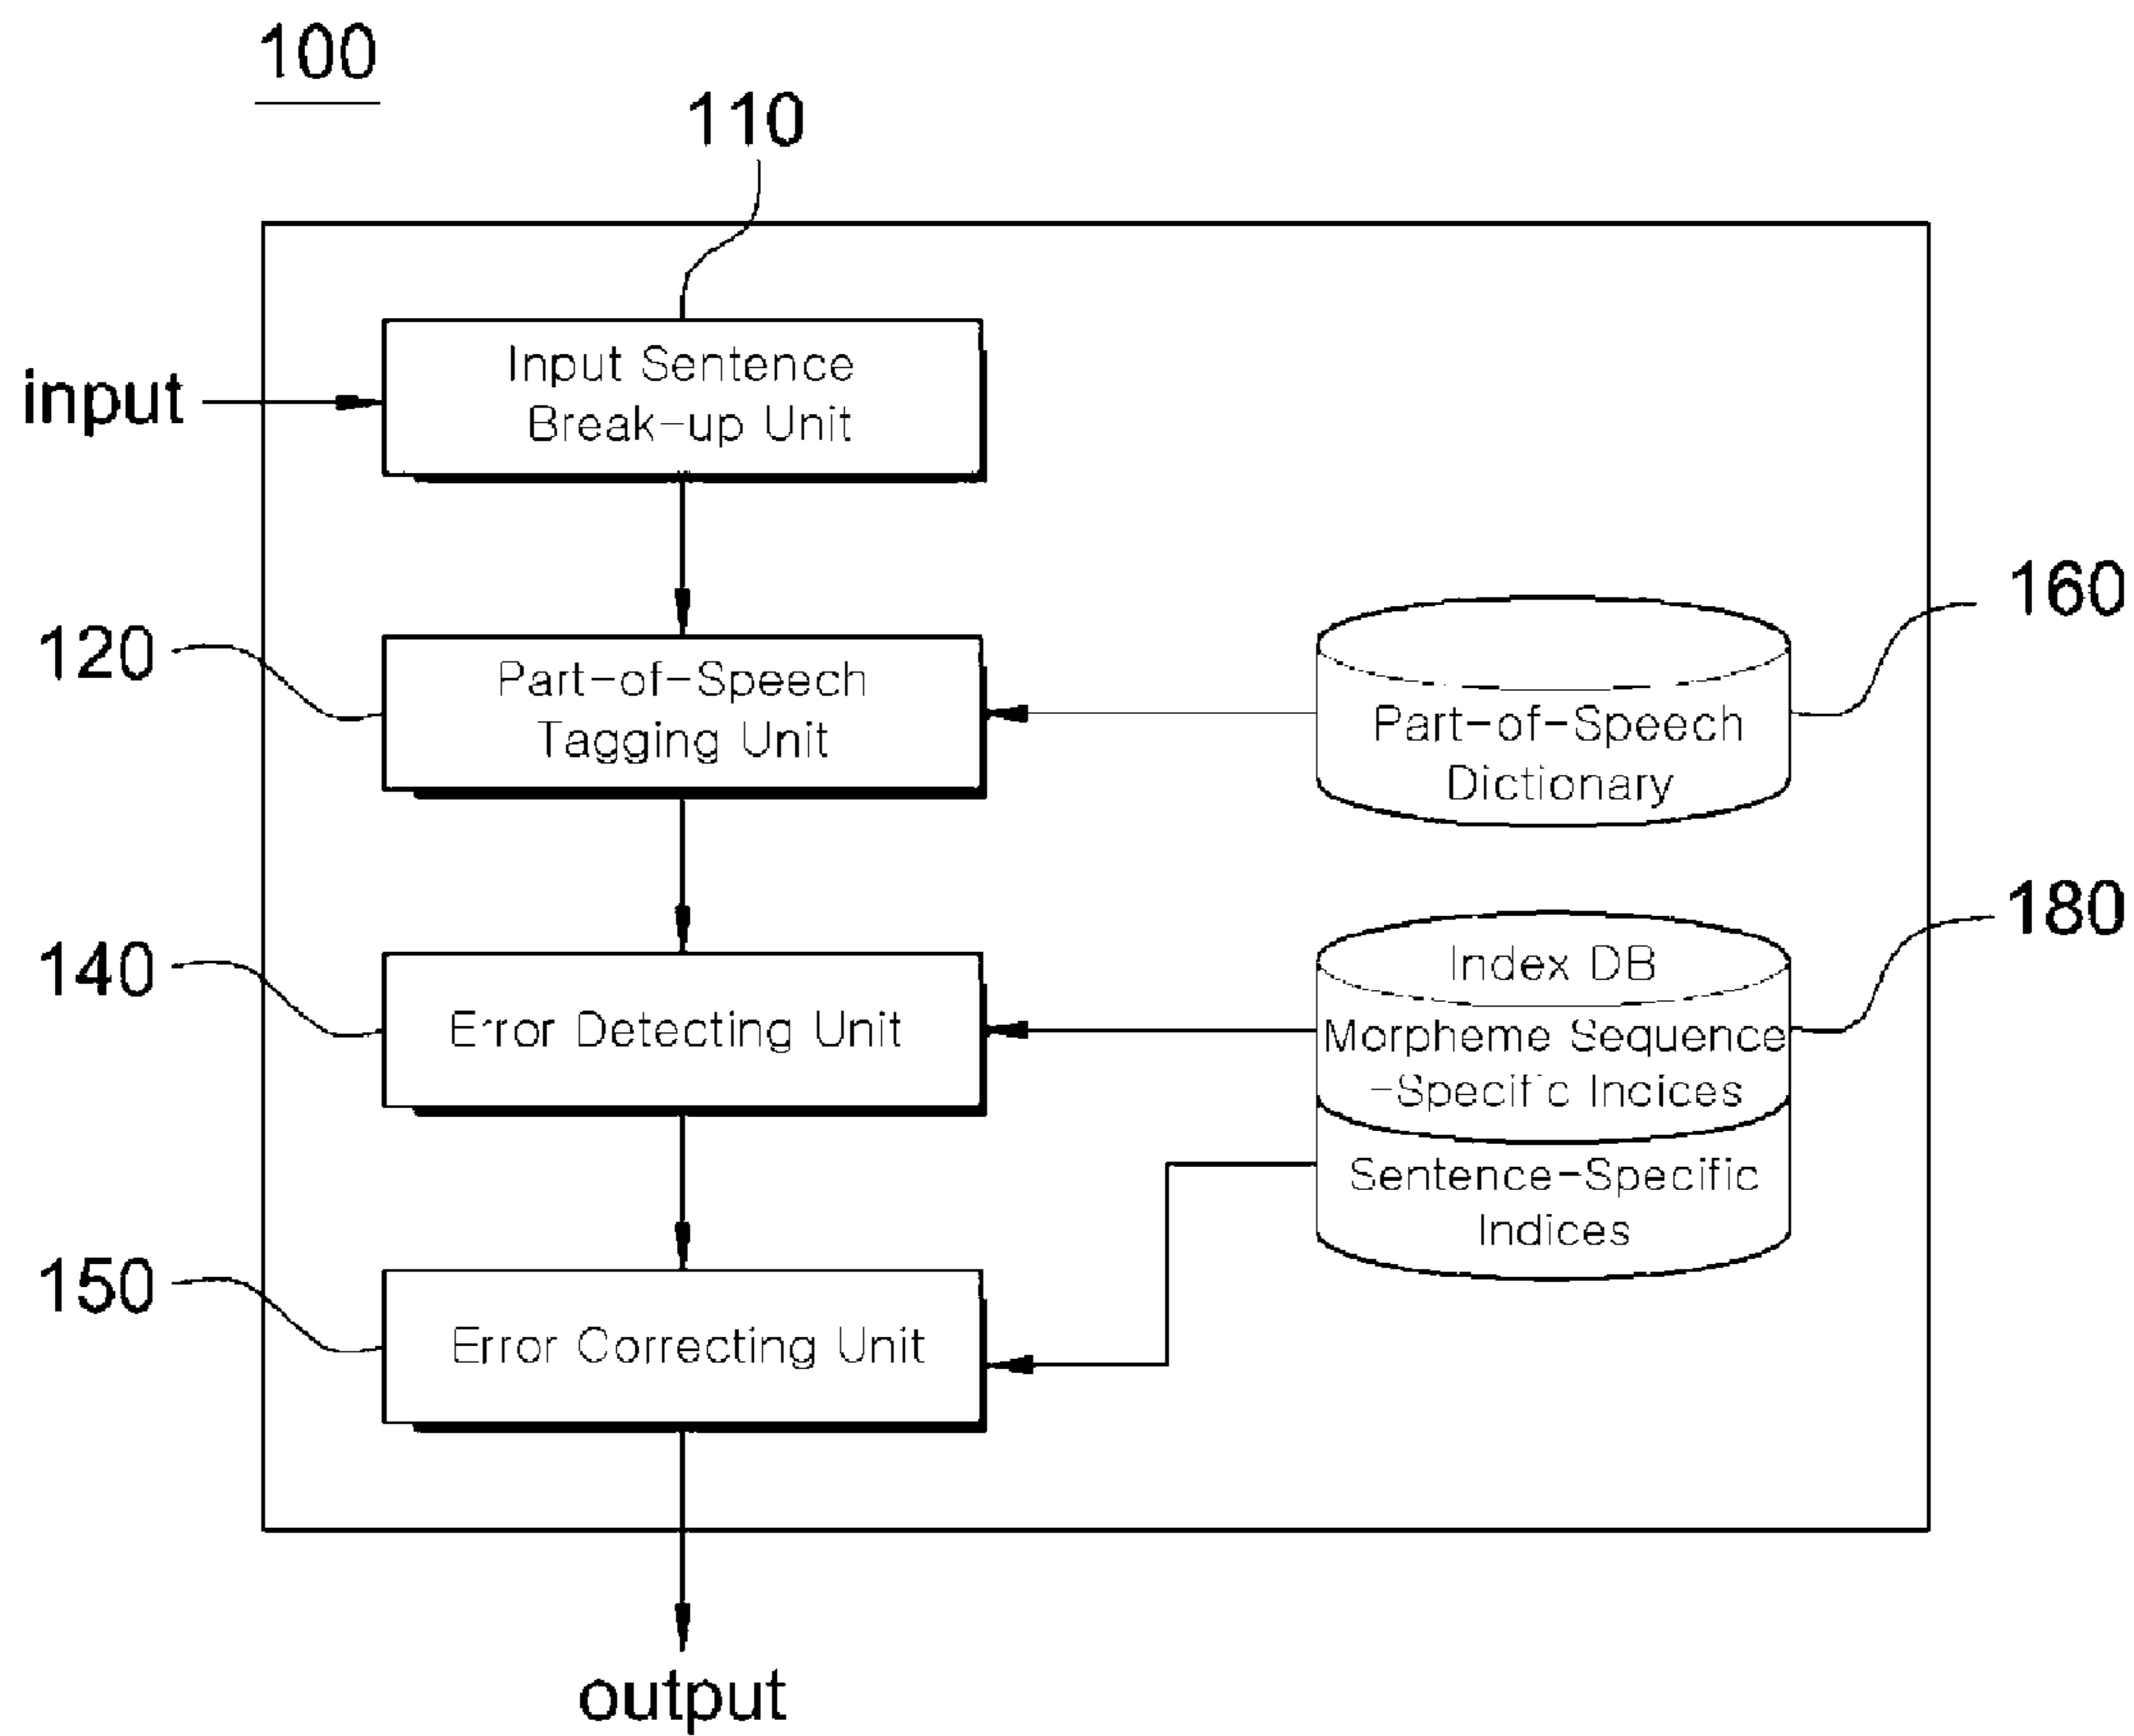 100
110
input
Input Sentence
Break-up Unit
120
Part-of-Speech
Tagging Unit
160
Part-of-Speech
Dictionary
140
Error Detecting Unit
180
Index DB
Morpheme Sequence
-Specific Indices
Sentence-Specific
Indices
150
Error Correcting Unit
output